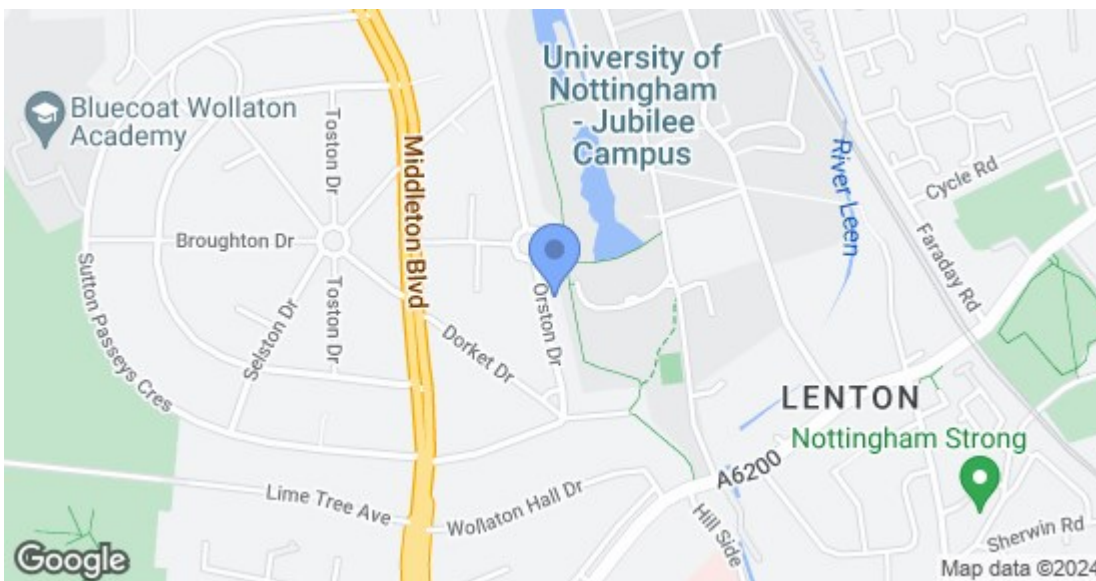 University of
Nottingham
- Jubilee
Campus
Bluecoat Wollaton
Academy
Toston Dr
Middleton Blvd
River Leen
Cycle Rd
Broughton Dr
Faraday Rd
Sutton Passeys Cres
Selston Dr
Toston Dr
Orston Dr
Dorket Dr
LENTON
Nottingham Strong
A6200
Lime Tree Ave
Wollaton Hall Dr
Hill Side
Sherwin Rd
Google
Map data ©2024